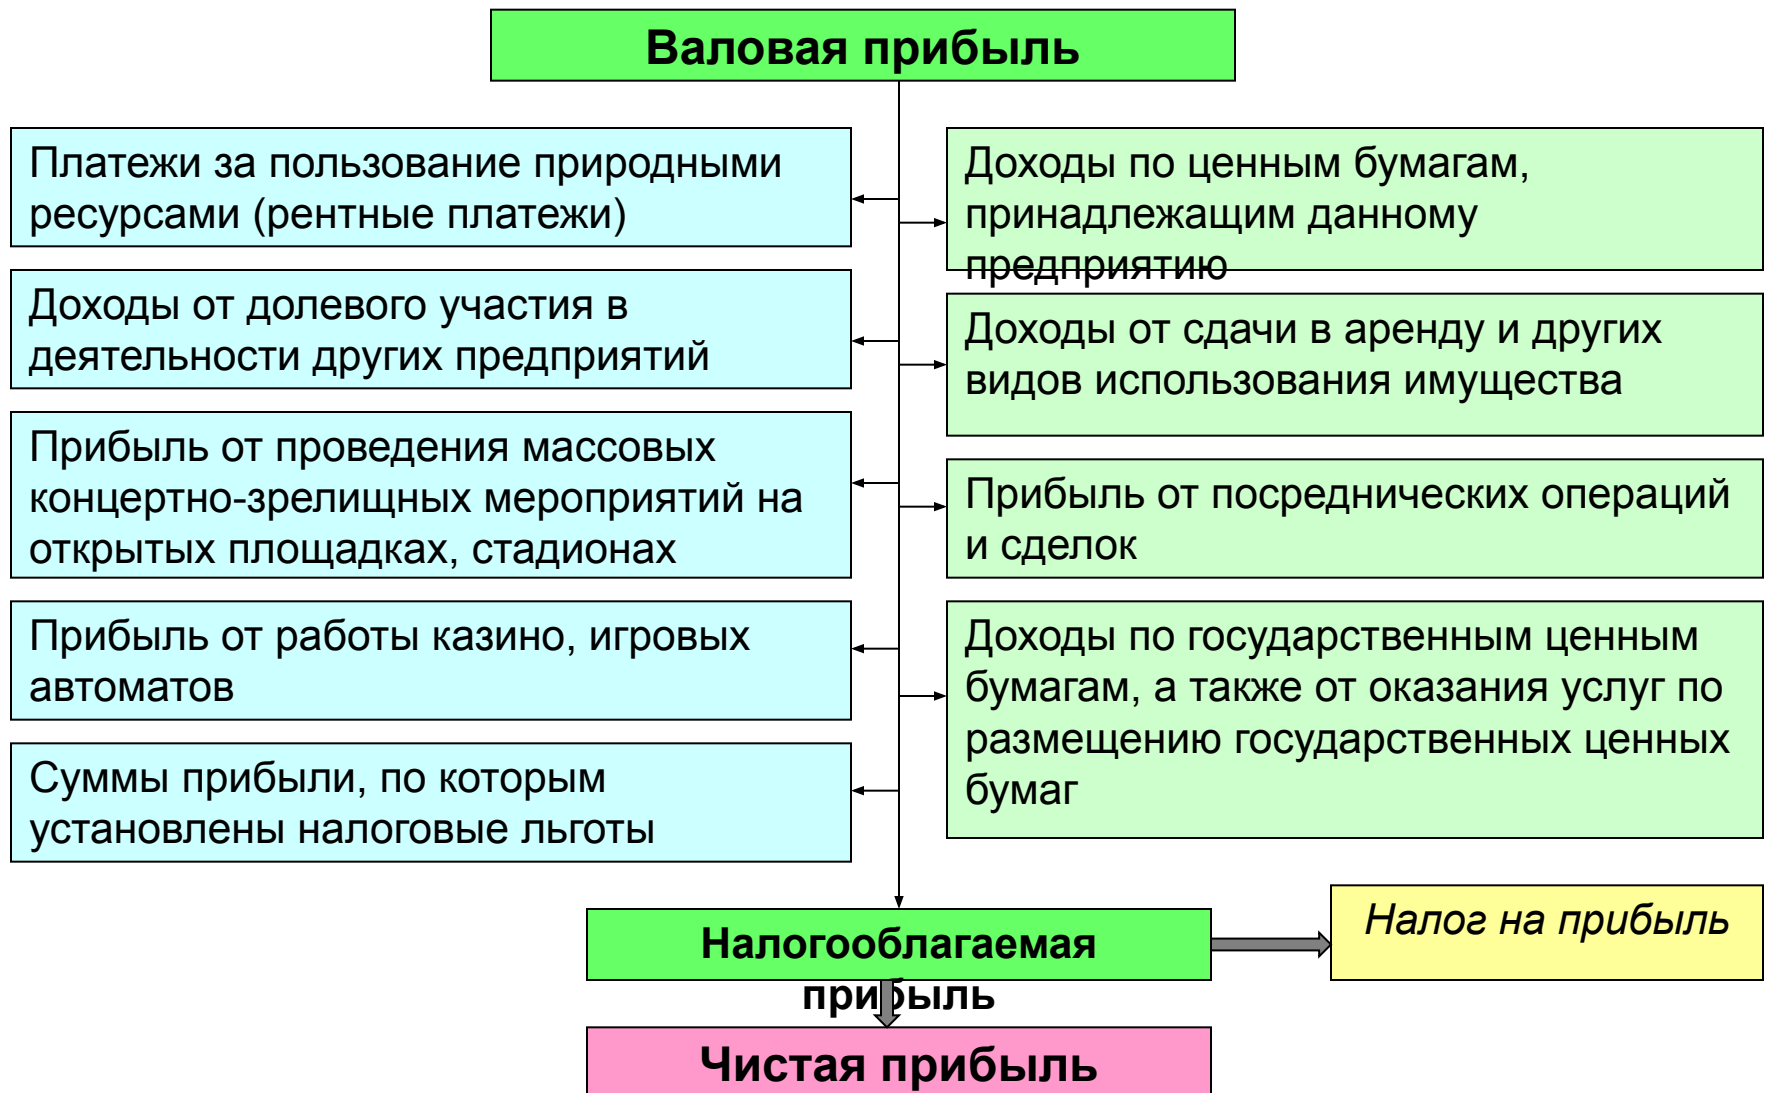 Валовая прибыль
Платежи за пользование природными
ресурсами (рентные платежи)
Доходы от долевого участия в
деятельности других предприятий
Прибыль от проведения массовых
концертно-зрелищных мероприятий на
открытых площадках, стадионах
Прибыль от работы казино, игровых
автоматов
Суммы прибыли, по которым
установлены налоговые льготы
Доходы по ценным бумагам,
принадлежащим данному
предприятию
Доходы от сдачи в аренду и других
видов использования имущества
Прибыль от посреднических операций
и сделок
Доходы по государственным ценным
бумагам, а также от оказания услуг по
размещению государственных ценных
бумаг
Налогооблагаемая
прибыль
Налог на прибыль
Чистая прибыль